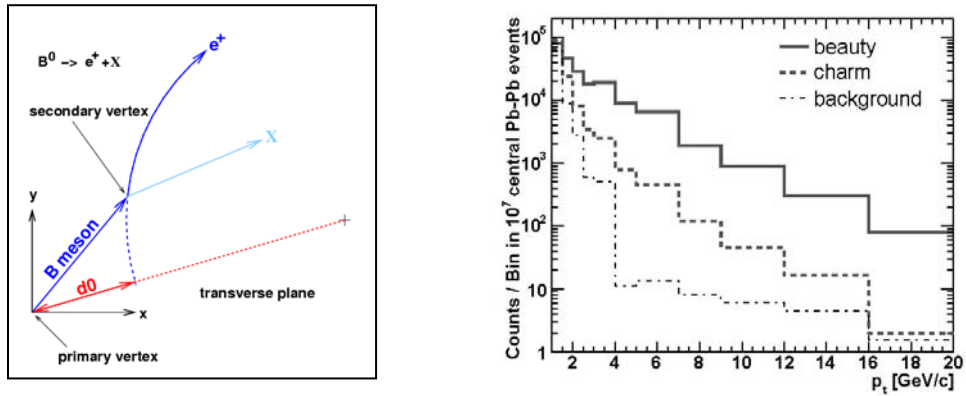 B⁰ -> e⁺+X
e⁺
secondary vertex
X
y
B meson
d0
transverse plane
x
primary vertex
Counts / Bin in 10⁷ central Pb-Pb events
10⁵
10⁴
10³
10²
10
1
beauty
charm
background
2 4 6 8 10 12 14 16 18 20
pₜ [GeV/c]